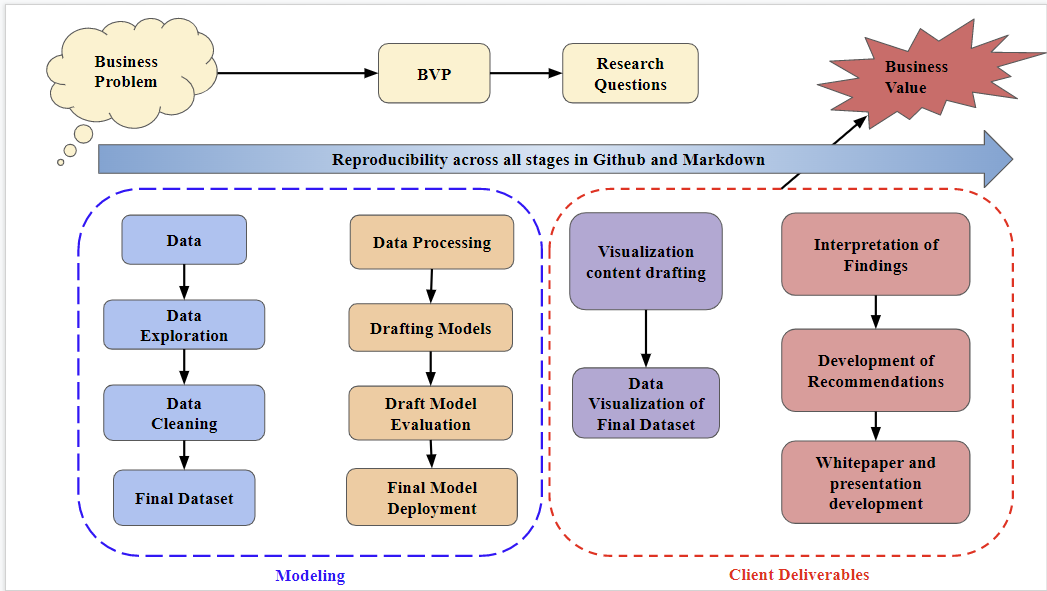 Business
Problem
BVP
Research
Questions
Business
Value
Reproducibility across all stages in Github and Markdown
Data
Data
Exploration
Data
Cleaning
Final Dataset
Data Processing
Drafting Models
Draft Model
Evaluation
Final Model
Deployment
Modeling
Visualization
content drafting
Data
Visualization of
Final Dataset
Interpretation of
Findings
Development of
Recommendations
Whitepaper and
presentation
development
Client Deliverables